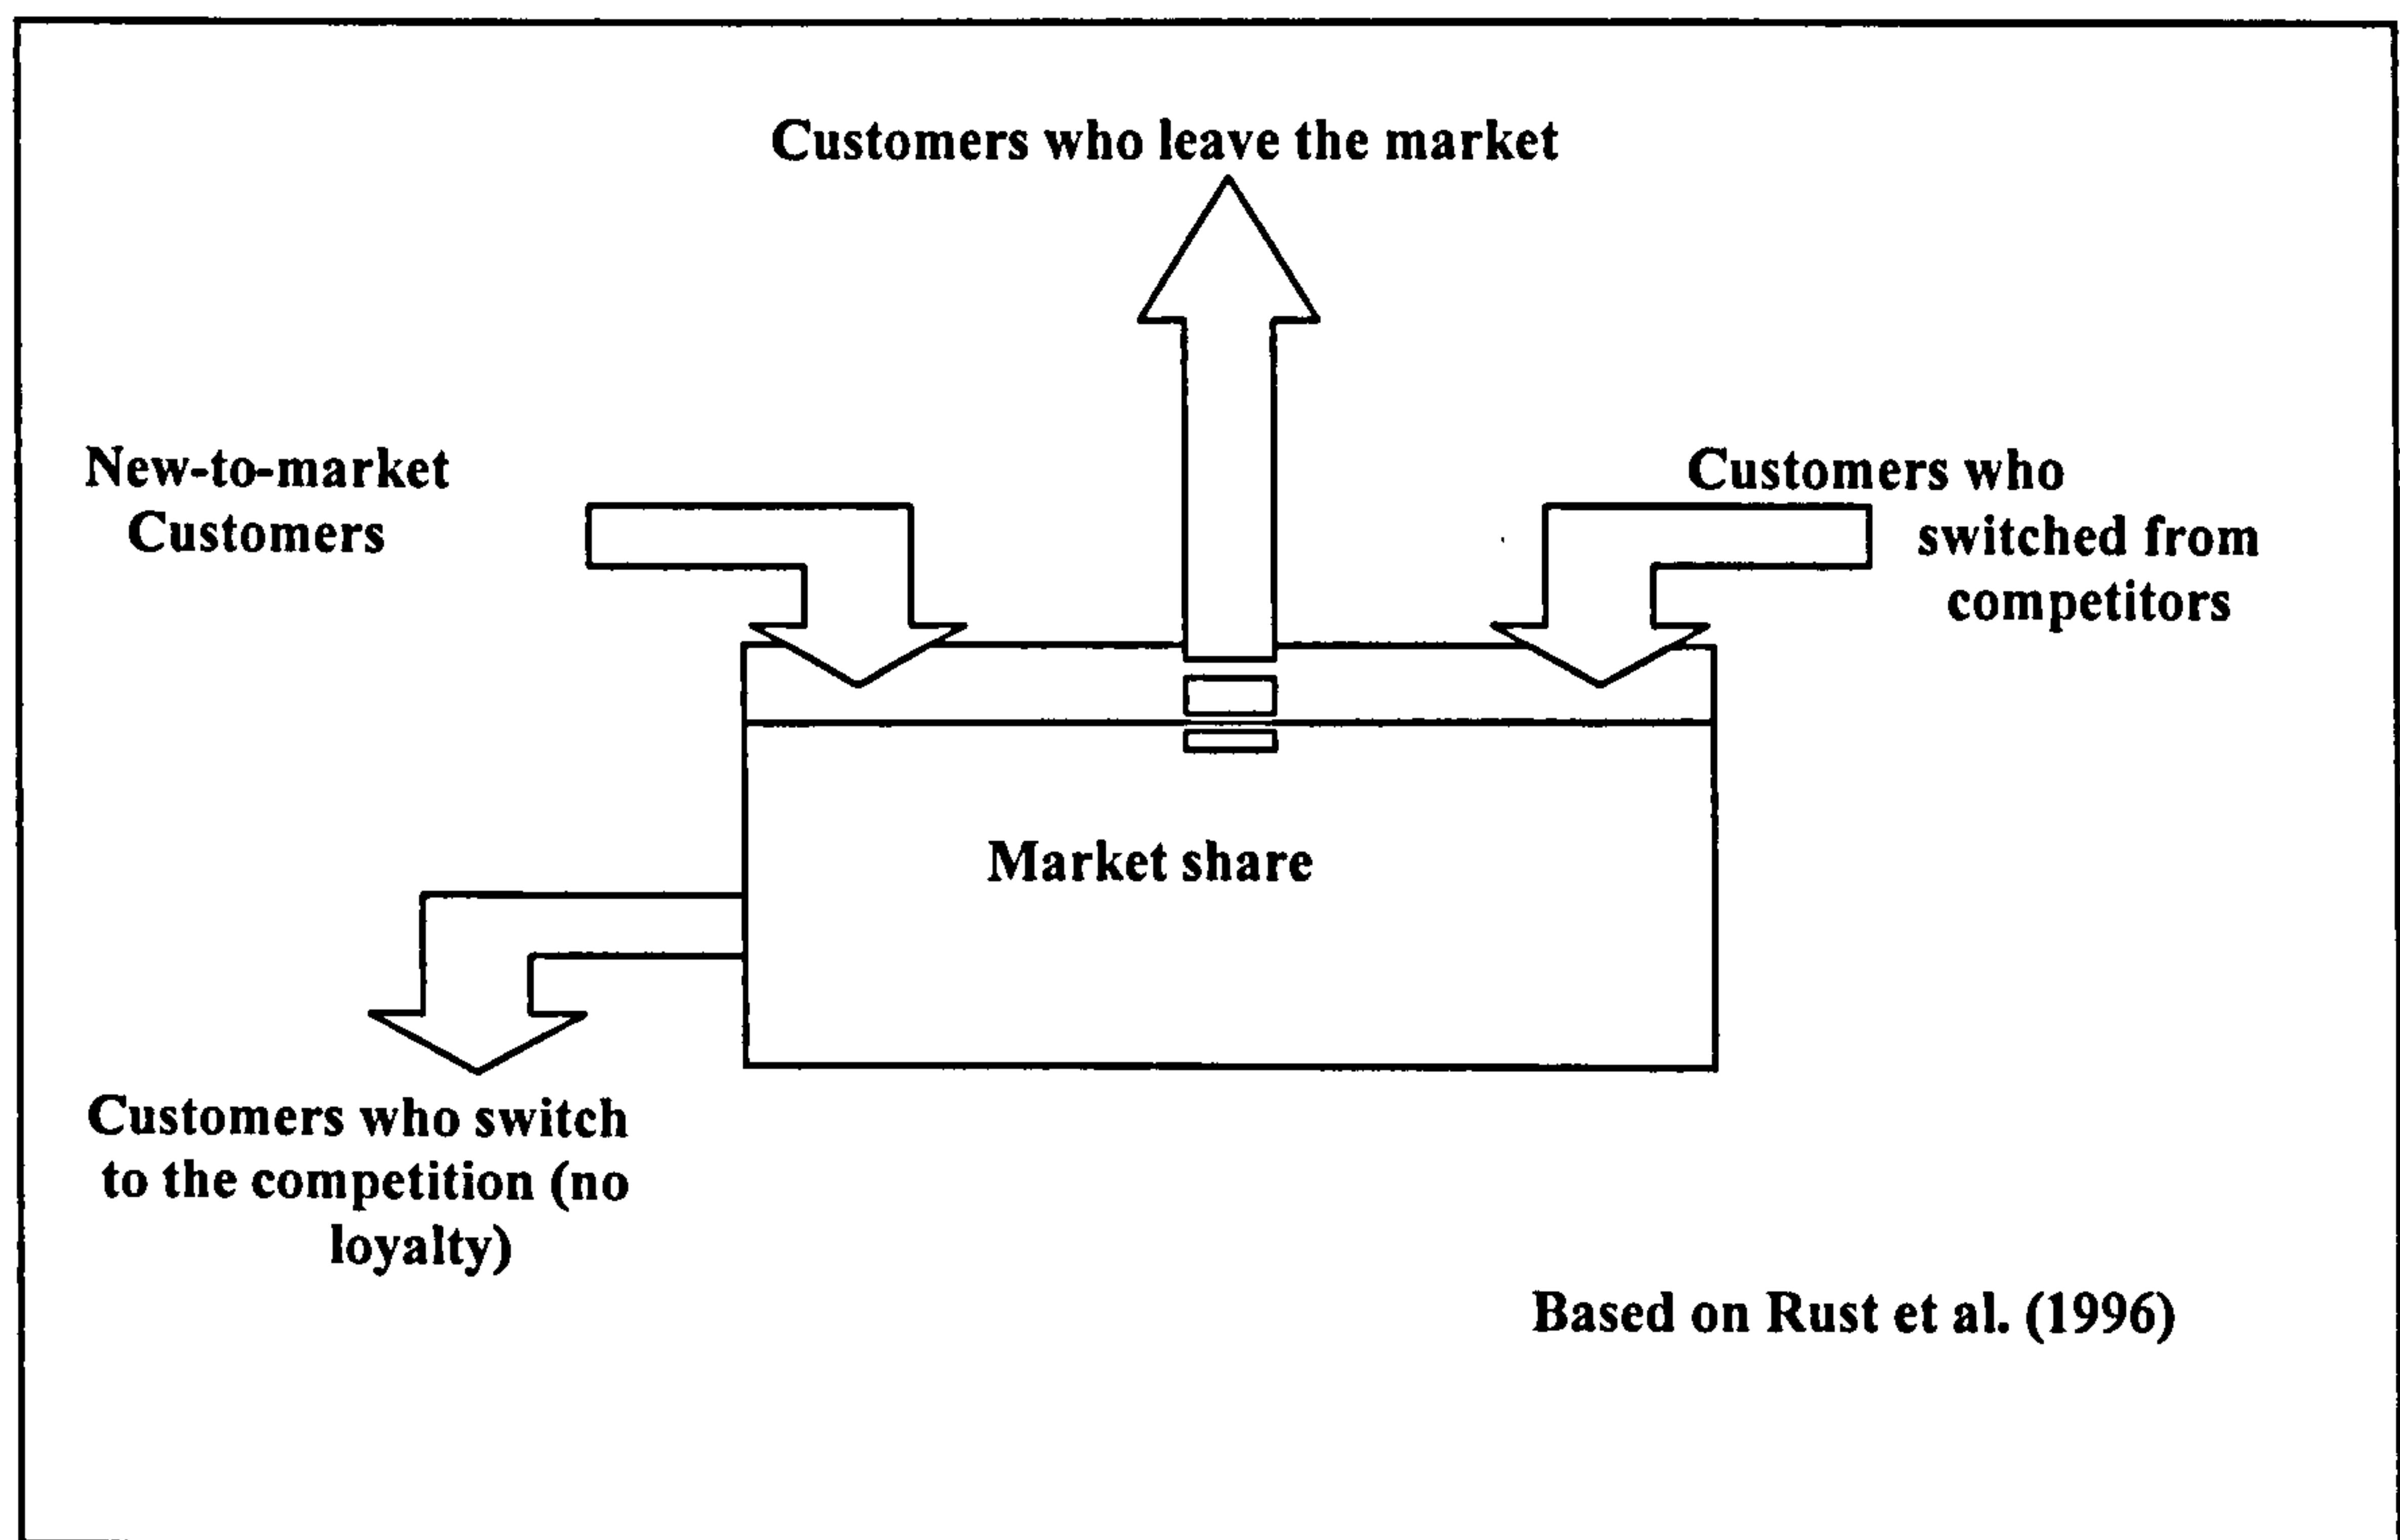 Customers who leave the market
New-to-market
Customers
Customers who
switched from
competitors
Market share
Customers who switch
to the competition (no
loyalty)
Based on Rust et al. (1996)